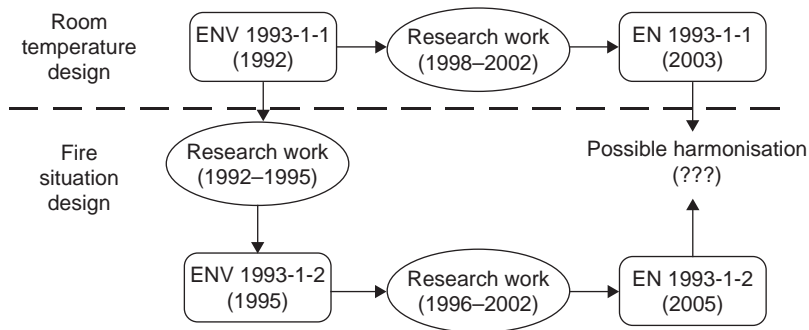 Room
temperature
design
ENV 1993-1-1
(1992)
Research work
(1998–2002)
EN 1993-1-1
(2003)
Fire
situation
design
Research work
(1992–1995)
Possible harmonisation
(???)
ENV 1993-1-2
(1995)
Research work
(1996–2002)
EN 1993-1-2
(2005)